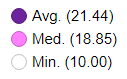 Avg. (21.44)
Med. (18.85)
Min. (10.00)